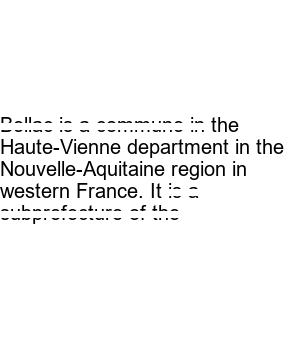 Bellac is a commune in the
Haute-Vienne department in the
Nouvelle-Aquitaine region in
western France. It is a
subprefecture of the